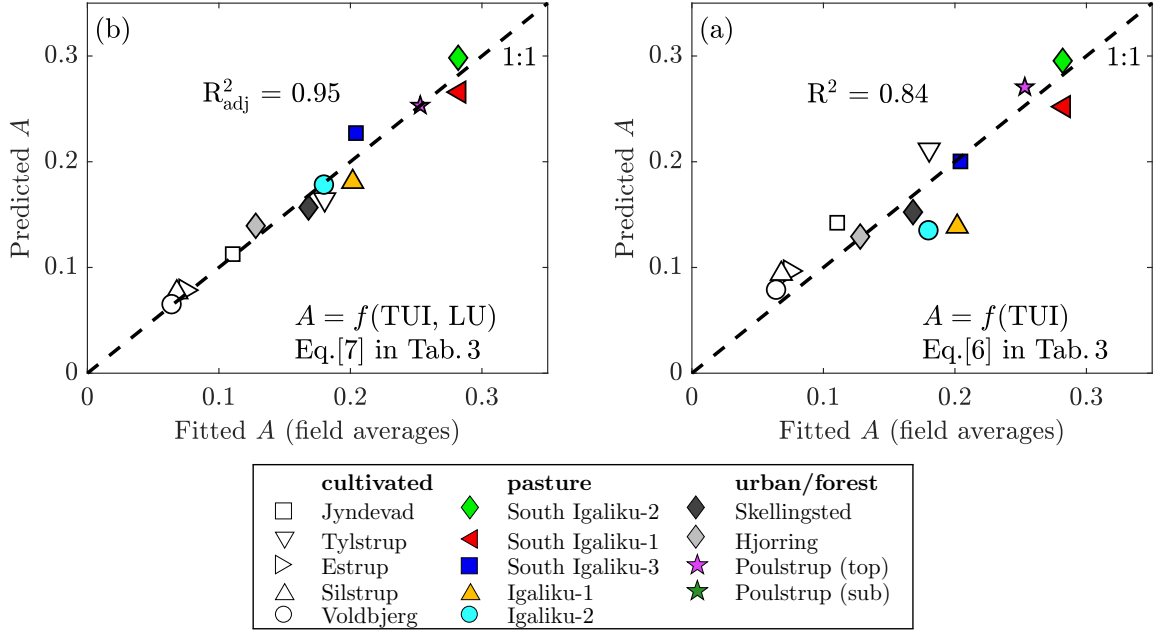 (b)
0.3
0.2
0.1
0
Predicted A
R²adj = 0.95
1:1
A = f(TUI, LU)
Eq.[7] in Tab. 3
0 0.1 0.2 0.3
Fitted A (field averages)
(a)
0.3
0.2
0.1
0
Predicted A
R² = 0.84
1:1
A = f(TUI)
Eq.[6] in Tab. 3
0 0.1 0.2 0.3
Fitted A (field averages)
cultivated
Jyndevad
Tylstrup
Estrup
Silstrup
Voldbjerg
pasture
South Igaliku-2
South Igaliku-1
South Igaliku-3
Igaliku-1
Igaliku-2
urban/forest
Skellingsted
Hjorring
Poulstrup (top)
Poulstrup (sub)